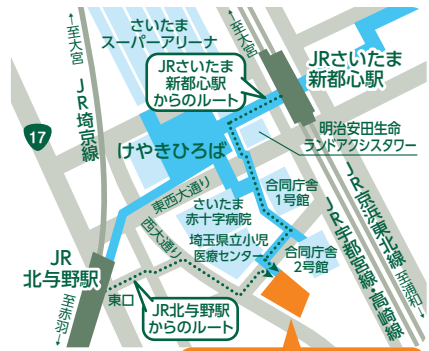 さいたま
スーパーアリーナ
←至大宮
←至大宮
JRさいたま
新都心駅
からのルート
JRさいたま
新都心駅
17
JR埼京線
けやきひろば
明治安田生命
ランドアクシスタワー
東西大通り
西大通り
さいたま
赤十字病院
合同庁舎
1号館
埼玉県立小児
医療センター
合同庁舎
2号館
JR京浜東北線
JR宇都宮線・高崎線
至浦和→
JR
北与野駅
至赤羽→
東口
JR北与野駅
からのルート